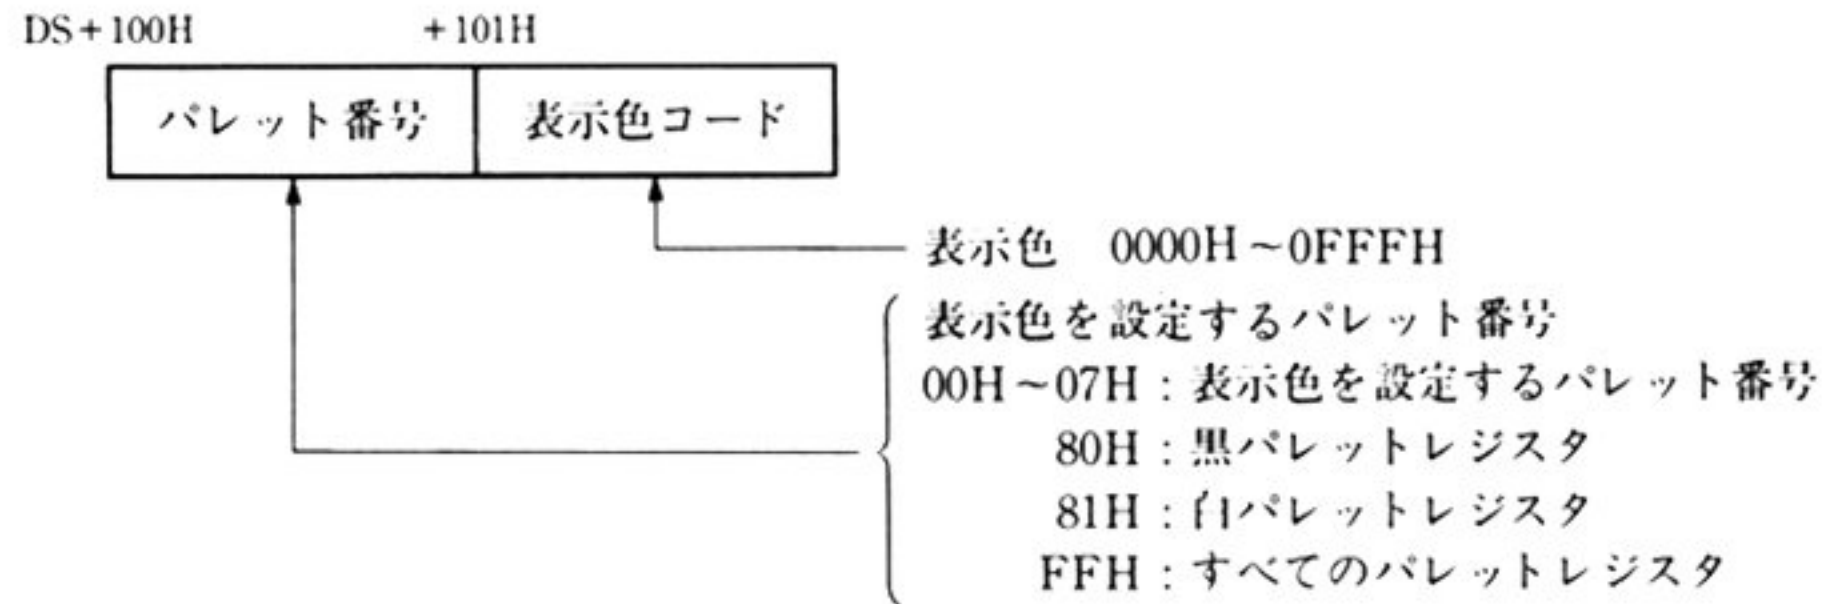 DS+100H +101H
パレット番号 表示色コード
表示色 0000H～0FFFH
表示色を設定するパレット番号
00H～07H：表示色を設定するパレット番号
80H：黒パレットレジスタ
81H：白パレットレジスタ
FFH：すべてのパレットレジスタ